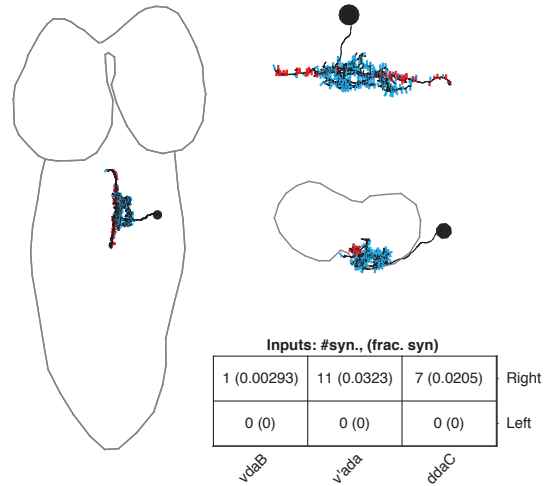 Inputs: #syn., (frac. syn)
1 (0.00293) 11 (0.0323) 7 (0.0205) Right
0 (0) 0 (0) 0 (0) Left
vdaB v'ada ddaC